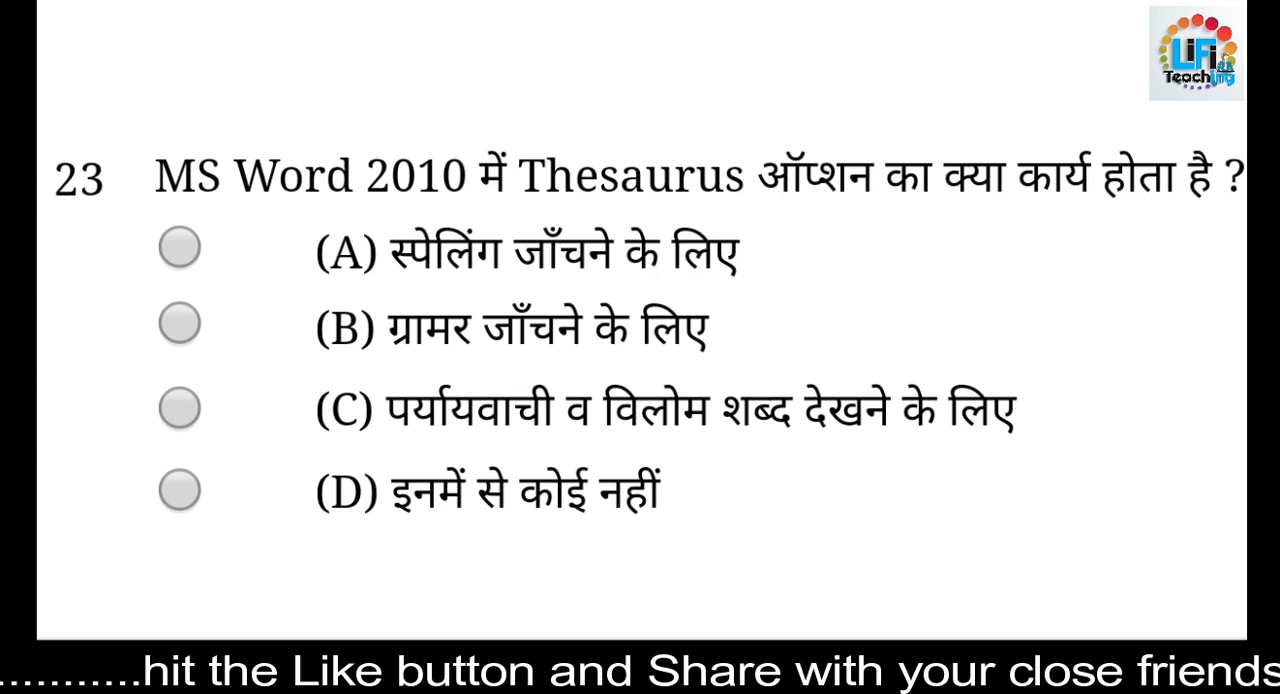 LiFi
Teaching
23 MS Word 2010 में Thesaurus ऑप्शन का क्या कार्य होता है ?
(A) स्पेलिंग जाँचने के लिए
(B) ग्रामर जाँचने के लिए
(C) पर्यायवाची व विलोम शब्द देखने के लिए
(D) इनमें से कोई नहीं
...........hit the Like button and Share with your close friends